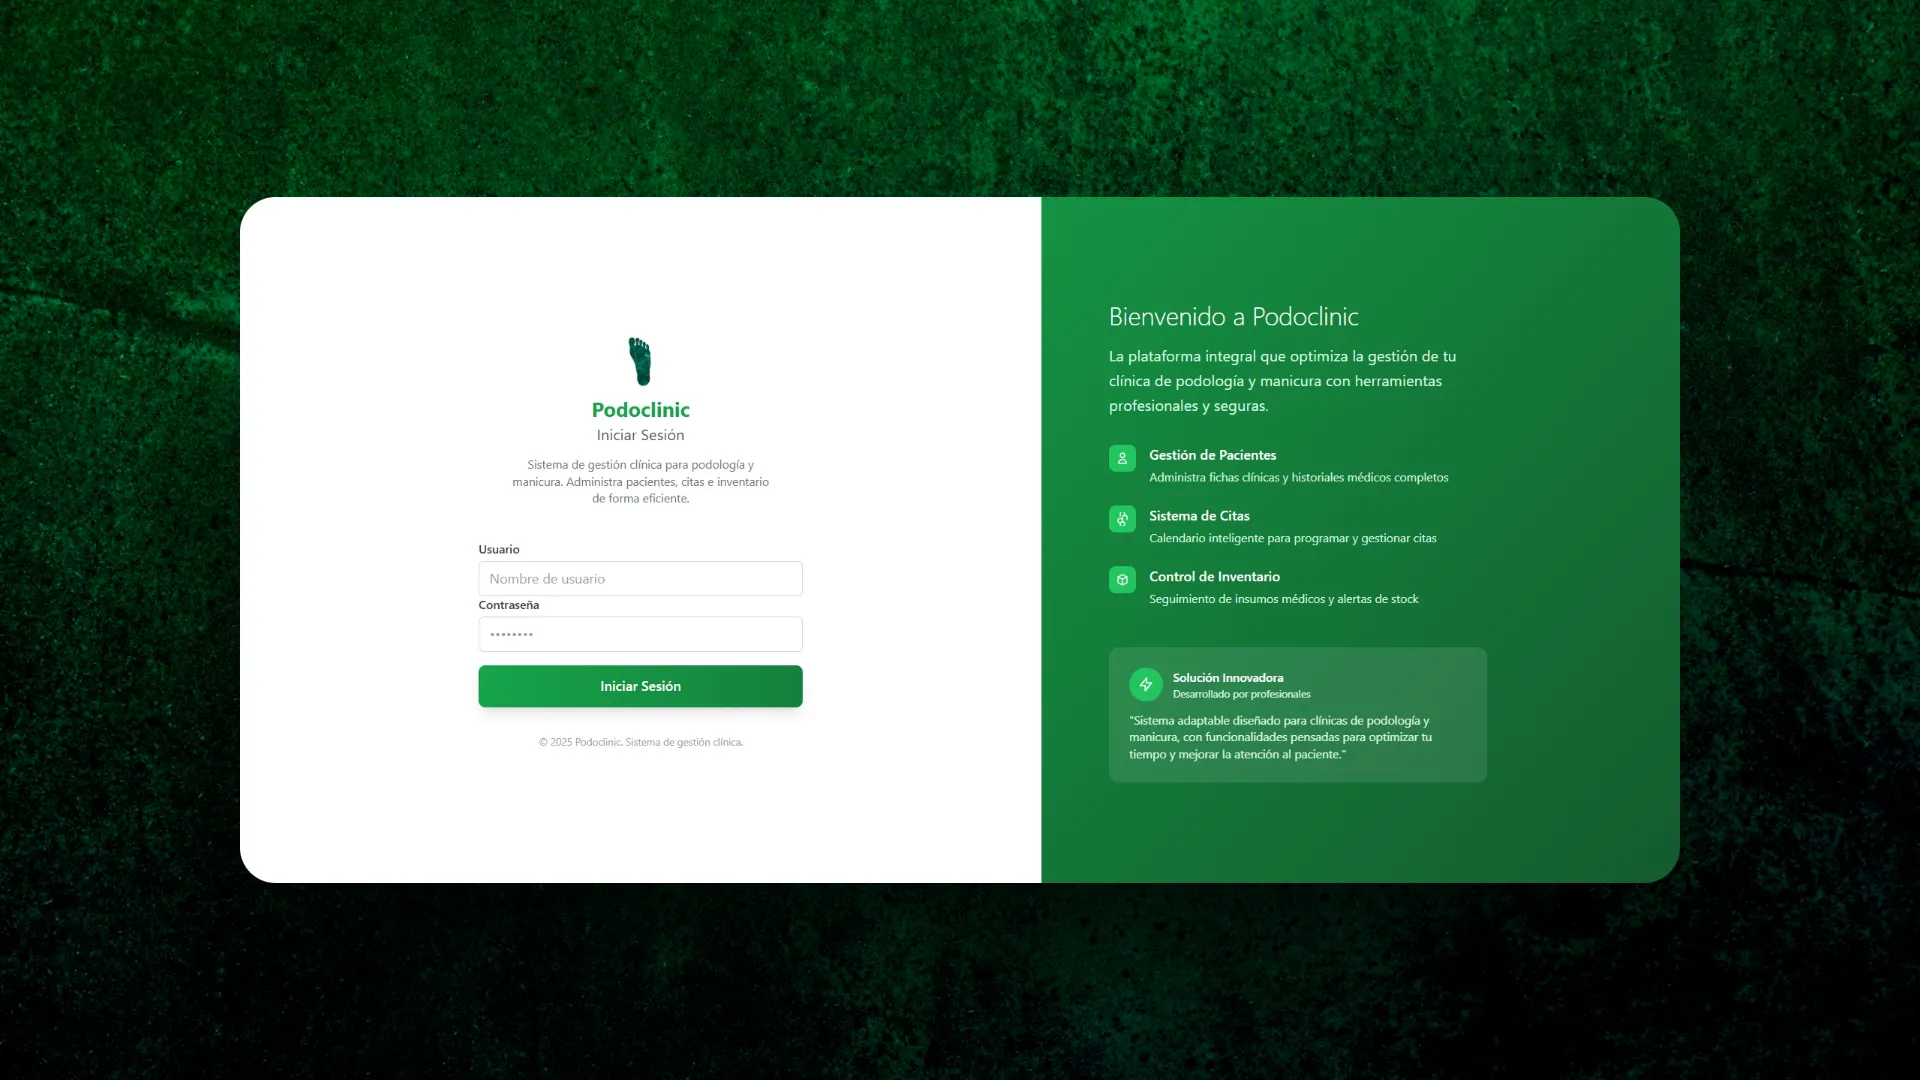 Podoclinic
Iniciar Sesión
Sistema de gestión clínica para podología y
manicura. Administra pacientes, citas e inventario
de forma eficiente.
Usuario
Nombre de usuario
Contraseña
••••••••
Iniciar Sesión
© 2025 Podoclinic. Sistema de gestión clínica.
Bienvenido a Podoclinic
La plataforma integral que optimiza la gestión de tu
clínica de podología y manicura con herramientas
profesionales y seguras.
Gestión de Pacientes
Administra fichas clínicas y historiales médicos completos
Sistema de Citas
Calendario inteligente para programar y gestionar citas
Control de Inventario
Seguimiento de insumos médicos y alertas de stock
Solución Innovadora
Desarrollado por profesionales
"Sistema adaptable diseñado para clínicas de podología y
manicura, con funcionalidades pensadas para optimizar tu
tiempo y mejorar la atención al paciente."